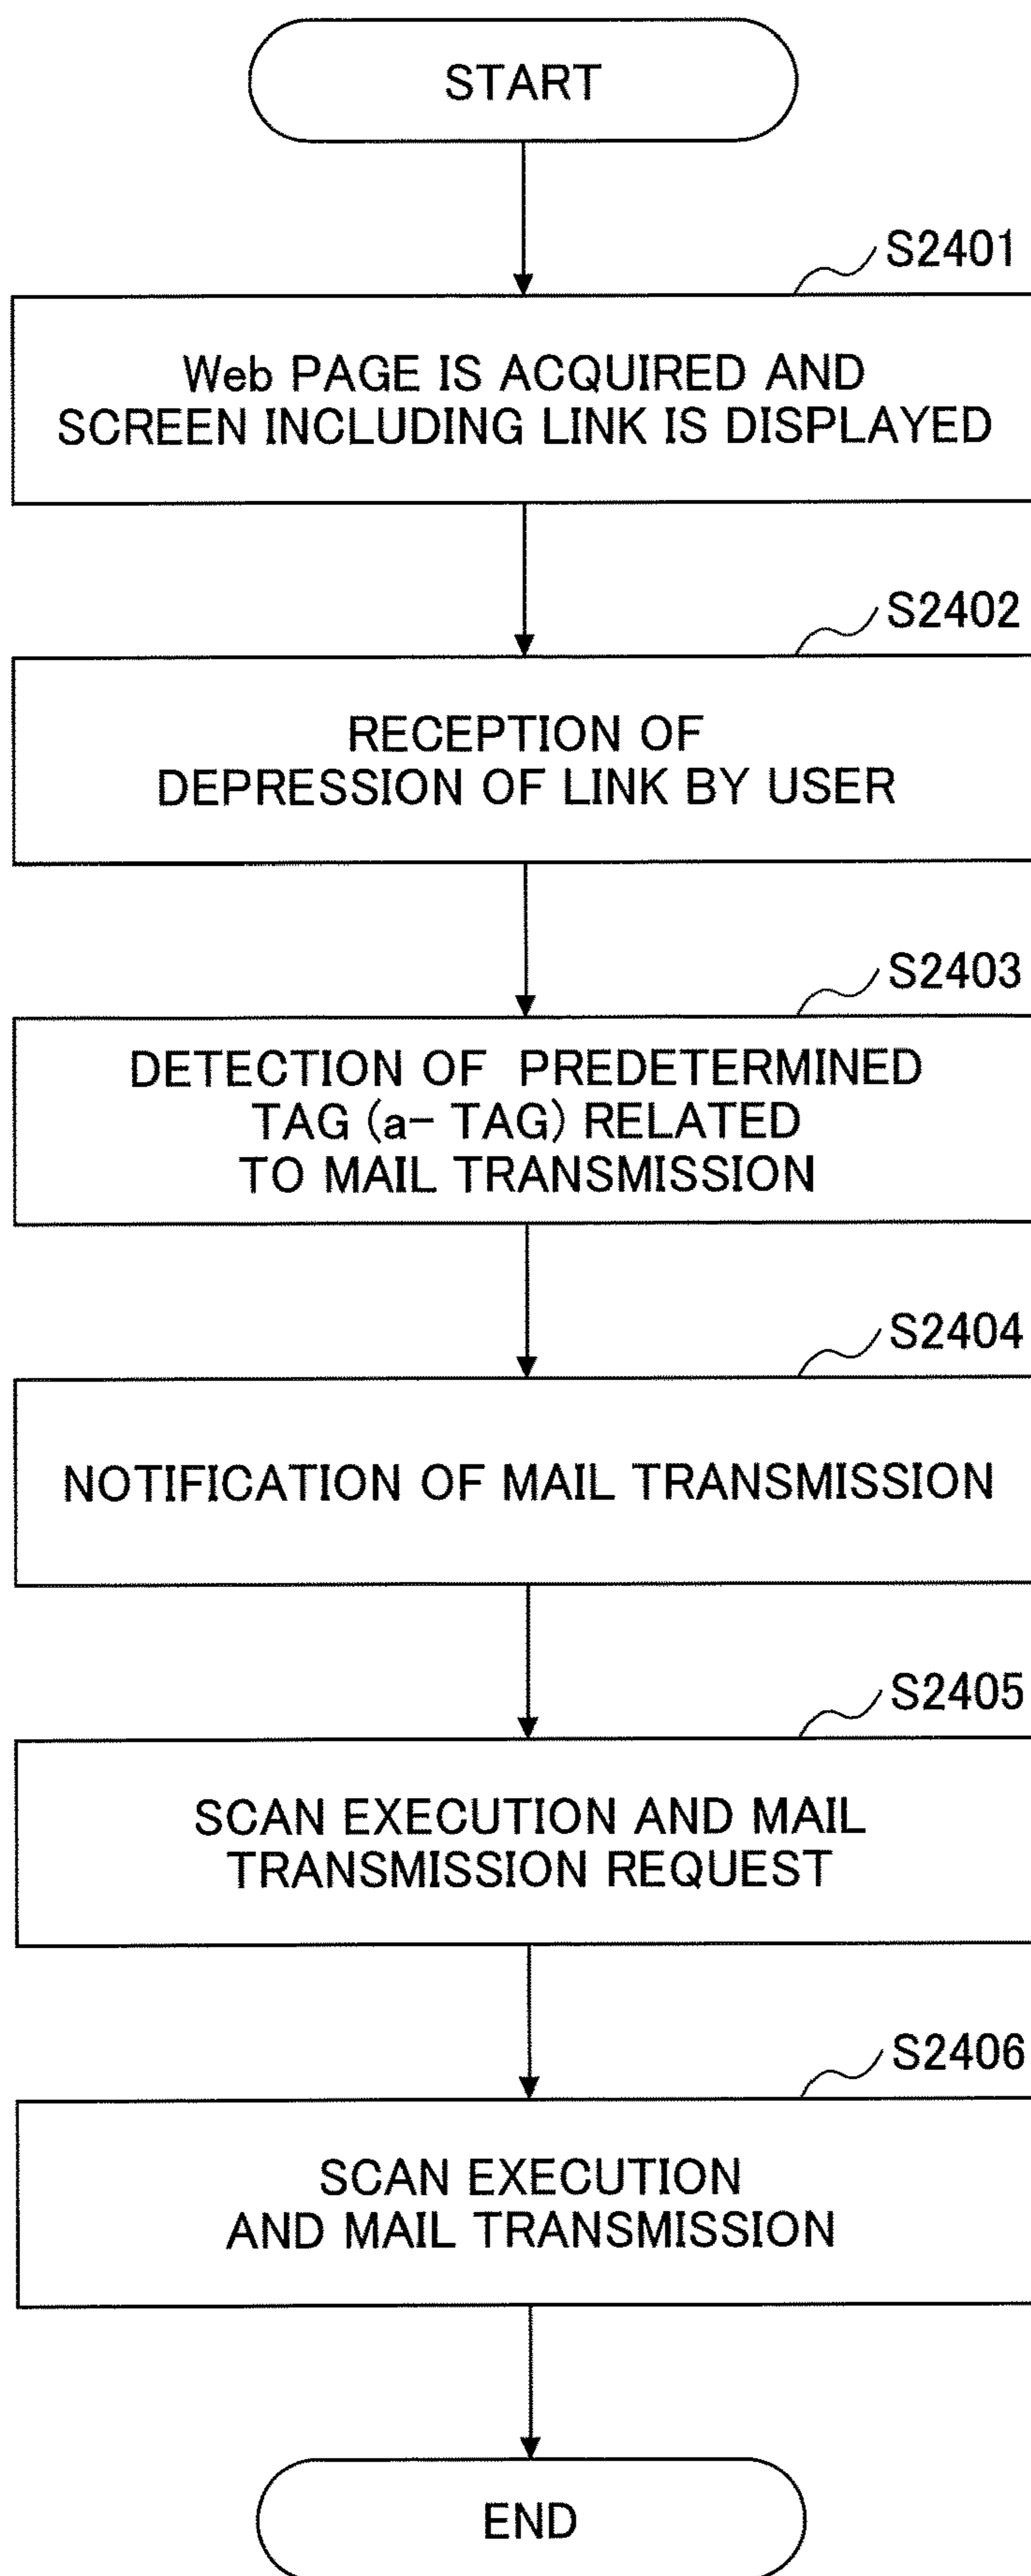 START
S2401
Web PAGE IS ACQUIRED AND
SCREEN INCLUDING LINK IS DISPLAYED
S2402
RECEPTION OF
DEPRESSION OF LINK BY USER
S2403
DETECTION OF PREDETERMINED
TAG (a- TAG) RELATED
TO MAIL TRANSMISSION
S2404
NOTIFICATION OF MAIL TRANSMISSION
S2405
SCAN EXECUTION AND MAIL
TRANSMISSION REQUEST
S2406
SCAN EXECUTION
AND MAIL TRANSMISSION
END